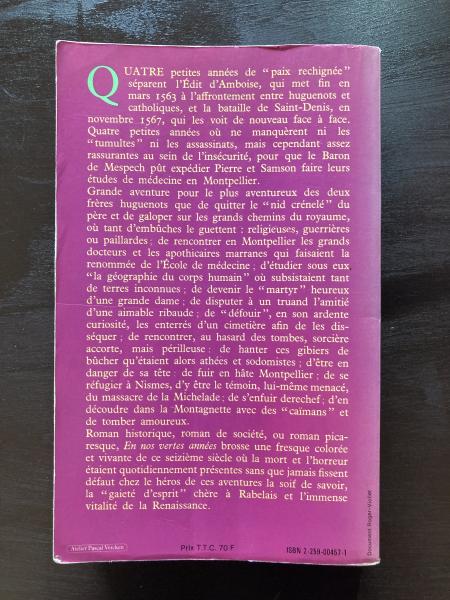 QUATRE petites années de "paix rechignée"
séparent l'Édit d'Amboise, qui met fin en
mars 1563 à l'affrontement entre huguenots et
catholiques, et la bataille de Saint-Denis, en
novembre 1567, qui les voit de nouveau face à face.
Quatre petites années où ne manquèrent ni les
"tumultes" ni les assassinats, mais cependant assez
rassurantes au sein de l'insécurité, pour que le Baron
de Mespech pût expédier Pierre et Samson faire leurs
études de médecine en Montpellier.
Grande aventure pour le plus aventureux des deux
frères huguenots que de quitter le "nid crénelé" du
père et de galoper sur les grands chemins du royaume,
où tant d'embûches le guettent : religieuses, guerrières
ou paillardes ; de rencontrer en Montpellier les grands
docteurs et les apothicaires marranes qui faisaient la
renommée de l'École de médecine ; d'étudier sous eux
"la géographie du corps humain" où subsistaient tant
de terres inconnues ; de devenir le "martyr" heureux
d'une grande dame ; de disputer à un truand l'amitié
d'une aimable ribaude ; de "défouir", en son ardente
curiosité, les enterrés d'un cimetière afin de les dis-
séquer ; de rencontrer, au hasard des tombes, sorcière
accorte, mais périlleuse ; de hanter ces gibiers de
bûcher qu'étaient alors athées et sodomistes ; d'être en
danger de sa tête ; de fuir en hâte Montpellier ; de se
réfugier à Nismes, d'y être le témoin, lui-même menacé,
du massacre de la Michelade ; de s'enfuir derechef ; d'en
découdre dans la Montagnette avec des "caïmans" et
de tomber amoureux.
Roman historique, roman de société, ou roman pica-
resque, En nos vertes années brosse une fresque colorée
et vivante de ce seizième siècle où la mort et l'horreur
étaient quotidiennement présentes sans que jamais fissent
défaut chez le héros de ces aventures la soif de savoir,
la "gaieté d'esprit" chère à Rabelais et l'immense
vitalité de la Renaissance.
Atelier Pascal Vercken
Prix T.T.C. 70 F
ISBN 2-259-00457-1
Document Roger-Viollet